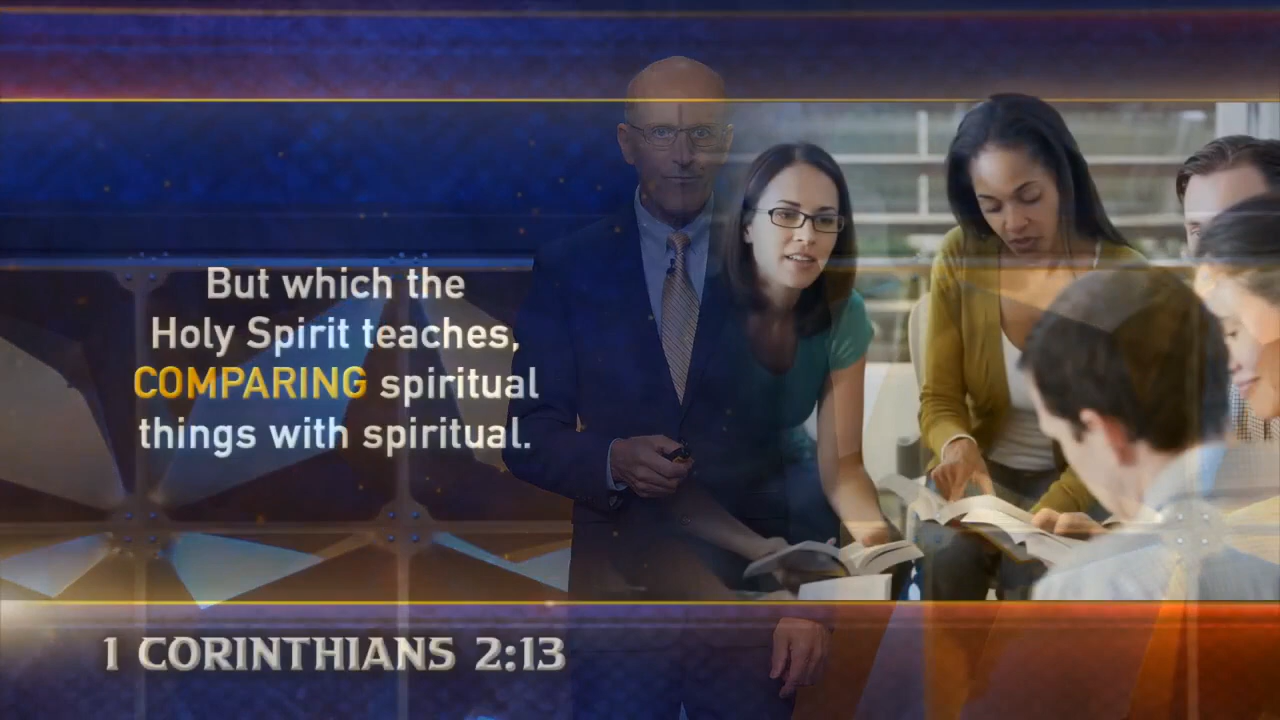 But which the
Holy Spirit teaches,
COMPARING spiritual
things with spiritual.
1 CORINTHIANS 2:13